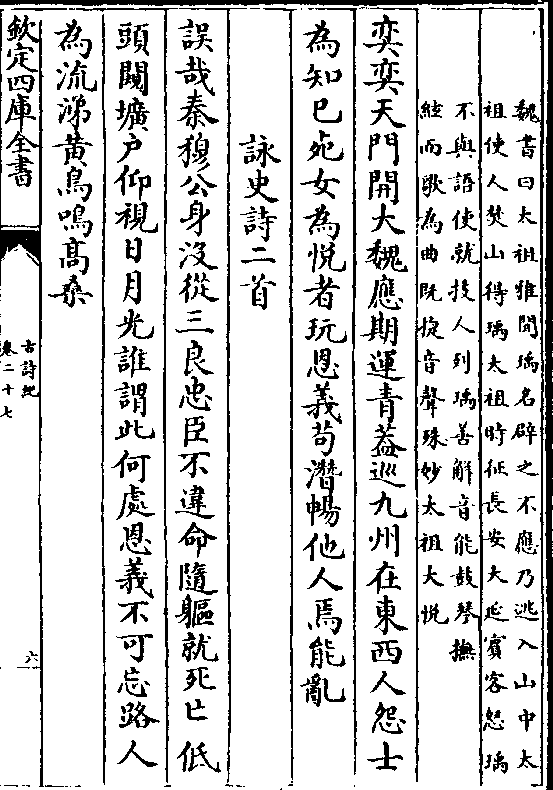 魏書曰太祖雅聞瑀名辟之不應乃逃入山中太
祖使人焚山得瑀太祖時征長安大延賓客怒瑀
不與語使就技人列瑀善解音能鼓琴撫
絃而歌為曲既旋音聲殊妙太祖大悦
奕奕天門開大魏應期運青蓋巡九州在東西人怨士
為知已死女為悦者玩恩義茍潛暢他人焉能亂
詠史詩二首
誤哉秦穆公身沒從三良忠臣不違命隨軀就死亡低
頭闚壙户仰視日月光誰謂此何處恩義不可忘路人
為流涕黄鳥鳴髙桑
欽定四庫全書
古詩紀
卷二十七
六